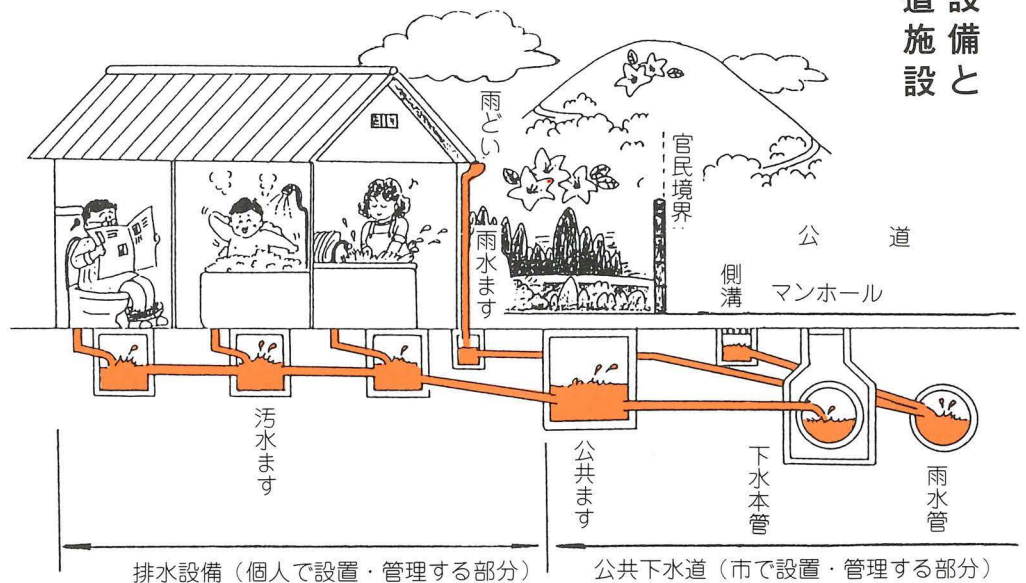 設備と
道施設
雨どい
官民境界
公道
雨水ます
側溝
マンホール
汚水ます
公共ます
下水本管
雨水管
排水設備（個人で設置・管理する部分）
公共下水道（市で設置・管理する部分）